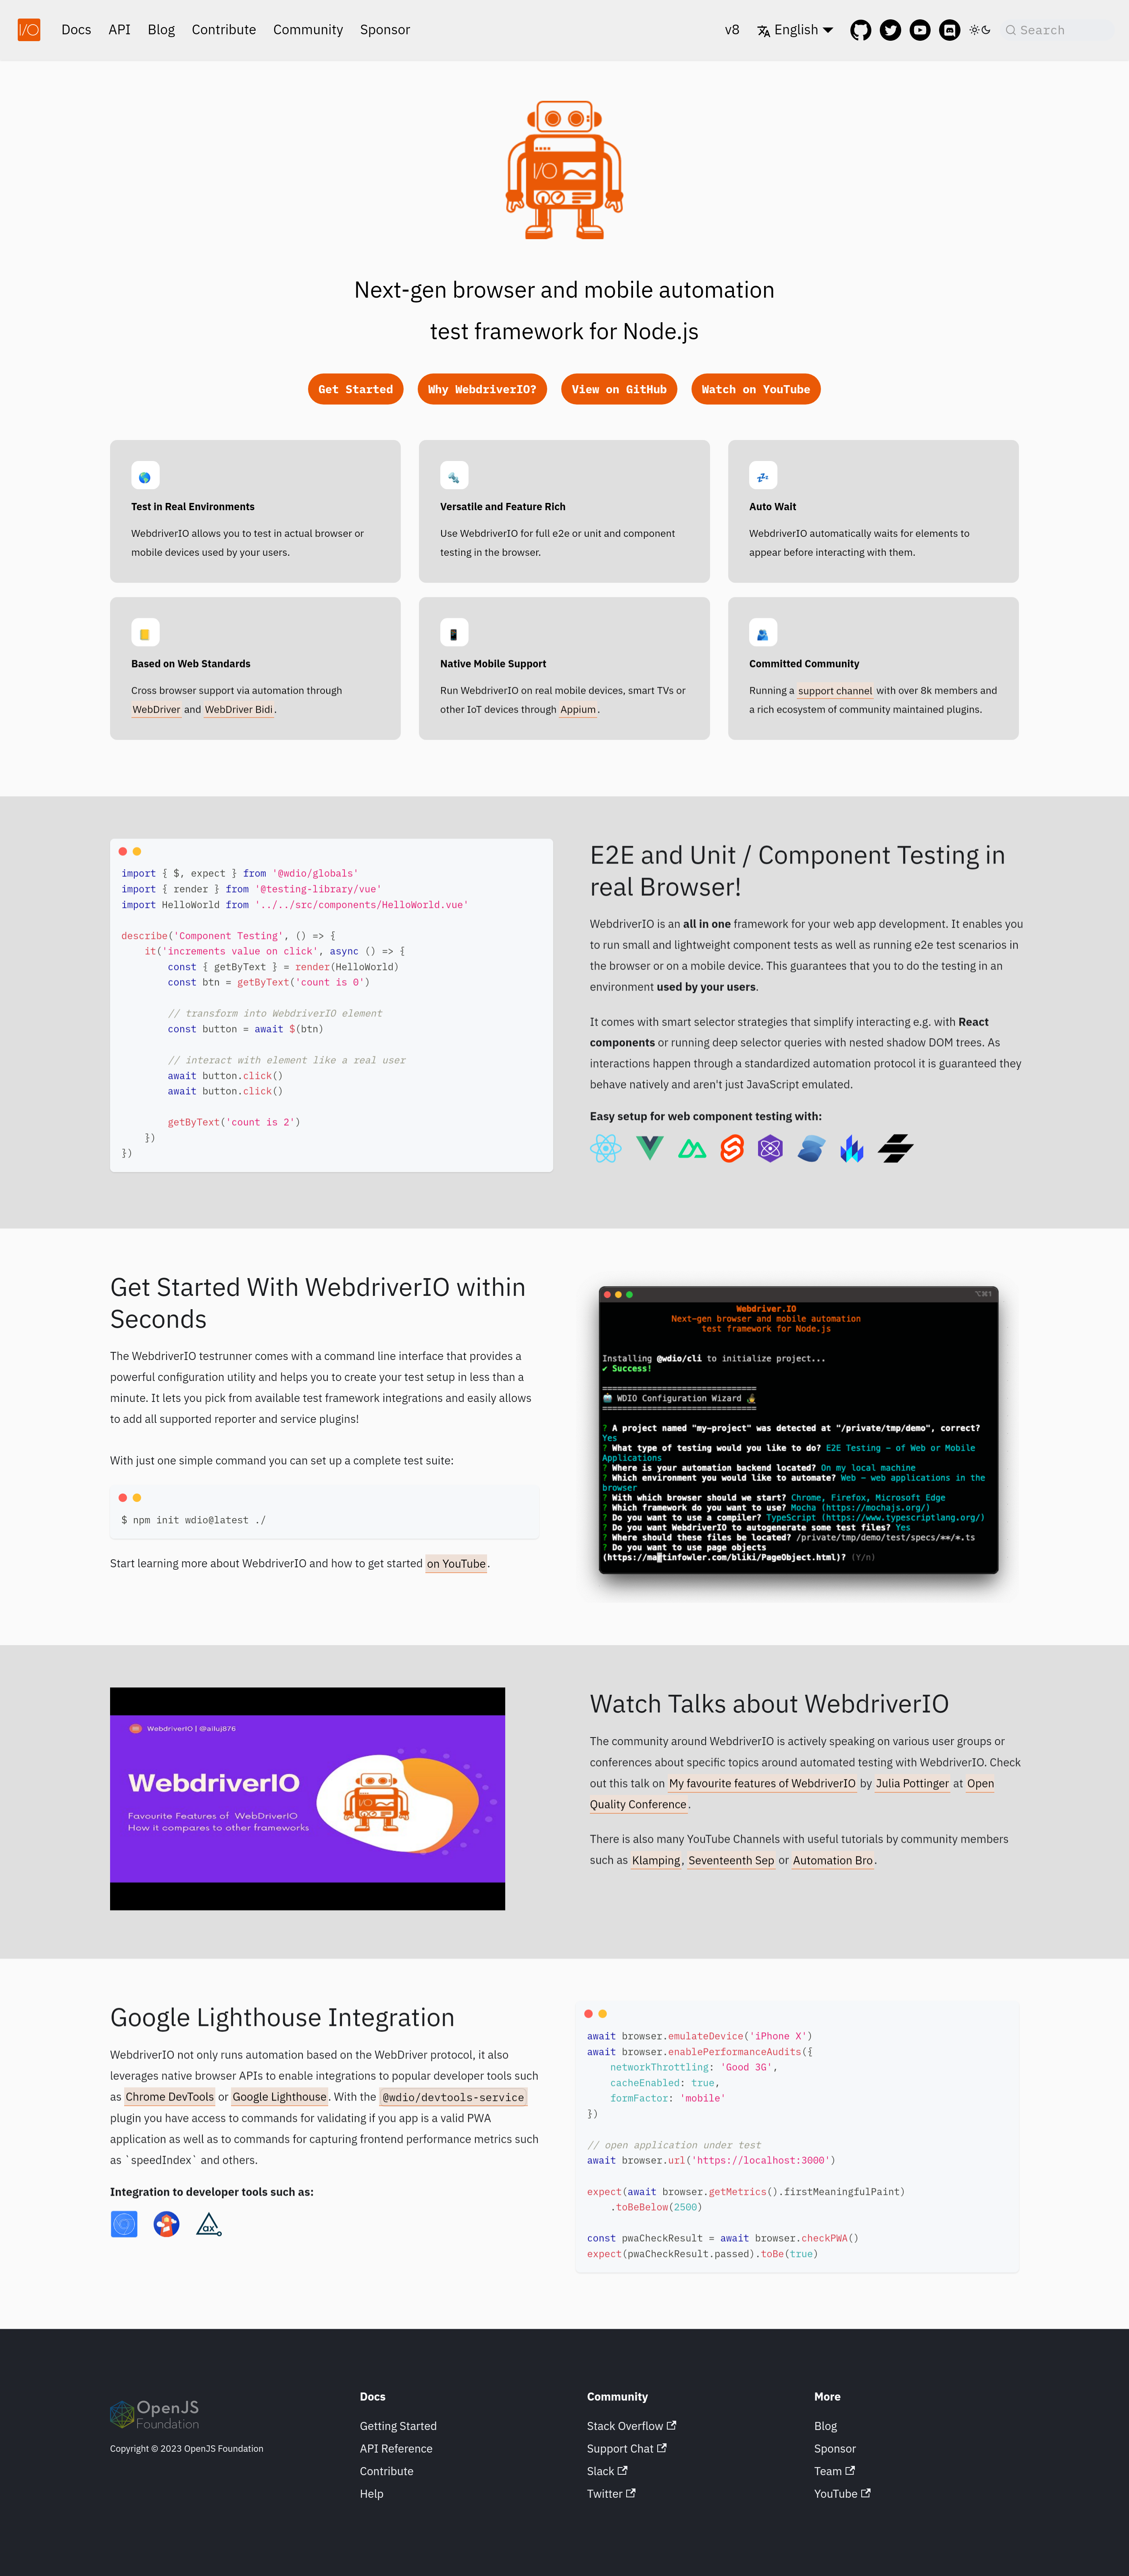 I/O
Docs
API
Blog
Contribute
Community
Sponsor
v8
English
Search
I/O
Next-gen browser and mobile automation
test framework for Node.js
Get Started
Why WebdriverIO?
View on GitHub
Watch on YouTube
Test in Real Environments
WebdriverIO allows you to test in actual browser or
mobile devices used by your users.
Versatile and Feature Rich
Use WebdriverIO for full e2e or unit and component
testing in the browser.
Auto Wait
WebdriverIO automatically waits for elements to
appear before interacting with them.
Based on Web Standards
Cross browser support via automation through
WebDriver and WebDriver Bidi.
Native Mobile Support
Run WebdriverIO on real mobile devices, smart TVs or
other IoT devices through Appium.
Committed Community
Running a support channel with over 8k members and
a rich ecosystem of community maintained plugins.
import { $, expect } from '@wdio/globals'
import { render } from '@testing-library/vue'
import HelloWorld from '../../src/components/HelloWorld.vue'
describe('Component Testing', () => {
it('increments value on click', async () => {
const { getByText } = render(HelloWorld)
const btn = getByText('count is 0')
// transform into WebdriverIO element
const button = await $(btn)
// interact with element like a real user
await button.click()
await button.click()
getByText('count is 2')
})
})
E2E and Unit / Component Testing in
real Browser!
WebdriverIO is an all in one framework for your web app development. It enables you
to run small and lightweight component tests as well as running e2e test scenarios in
the browser or on a mobile device. This guarantees that you to do the testing in an
environment used by your users.
It comes with smart selector strategies that simplify interacting e.g. with React
components or running deep selector queries with nested shadow DOM trees. As
interactions happen through a standardized automation protocol it is guaranteed they
behave natively and aren't just JavaScript emulated.
Easy setup for web component testing with:
Get Started With WebdriverIO within
Seconds
The WebdriverIO testrunner comes with a command line interface that provides a
powerful configuration utility and helps you to create your test setup in less than a
minute. It lets you pick from available test framework integrations and easily allows
to add all supported reporter and service plugins!
With just one simple command you can set up a complete test suite:
$ npm init wdio@latest ./
Start learning more about WebdriverIO and how to get started on YouTube.
⌥⌘1
Webdriver.IO
Next-gen browser and mobile automation
test framework for Node.js
Installing @wdio/cli to initialize project...
✔ Success!
===============================
🤖 WDIO Configuration Wizard 🧙
===============================
? A project named "my-project" was detected at "/private/tmp/demo", correct?
Yes
? What type of testing would you like to do? E2E Testing - of Web or Mobile
Applications
? Where is your automation backend located? On my local machine
? Which environment you would like to automate? Web - web applications in the
browser
? With which browser should we start? Chrome, Firefox, Microsoft Edge
? Which framework do you want to use? Mocha (https://mochajs.org/)
? Do you want to use a compiler? TypeScript (https://www.typescriptlang.org/)
? Do you want WebdriverIO to autogenerate some test files? Yes
? Where should these files be located? /private/tmp/demo/test/specs/**/*.ts
? Do you want to use page objects
(https://martinfowler.com/bliki/PageObject.html)? (Y/n)
WebdriverIO | @ailuj876
WebdriverIO
Favourite Features of WebDriverIO
How it compares to other frameworks
Watch Talks about WebdriverIO
The community around WebdriverIO is actively speaking on various user groups or
conferences about specific topics around automated testing with WebdriverIO. Check
out this talk on My favourite features of WebdriverIO by Julia Pottinger at Open
Quality Conference.
There is also many YouTube Channels with useful tutorials by community members
such as Klamping, Seventeenth Sep or Automation Bro.
Google Lighthouse Integration
WebdriverIO not only runs automation based on the WebDriver protocol, it also
leverages native browser APIs to enable integrations to popular developer tools such
as Chrome DevTools or Google Lighthouse. With the @wdio/devtools-service
plugin you have access to commands for validating if you app is a valid PWA
application as well as to commands for capturing frontend performance metrics such
as `speedIndex` and others.
Integration to developer tools such as:
ax
await browser.emulateDevice('iPhone X')
await browser.enablePerformanceAudits({
networkThrottling: 'Good 3G',
cacheEnabled: true,
formFactor: 'mobile'
})
// open application under test
await browser.url('https://localhost:3000')
expect(await browser.getMetrics().firstMeaningfulPaint)
.toBeBelow(2500)
const pwaCheckResult = await browser.checkPWA()
expect(pwaCheckResult.passed).toBe(true)
OpenJS
Foundation
Copyright © 2023 OpenJS Foundation
Docs
Getting Started
API Reference
Contribute
Help
Community
Stack Overflow
Support Chat
Slack
Twitter
More
Blog
Sponsor
Team
YouTube